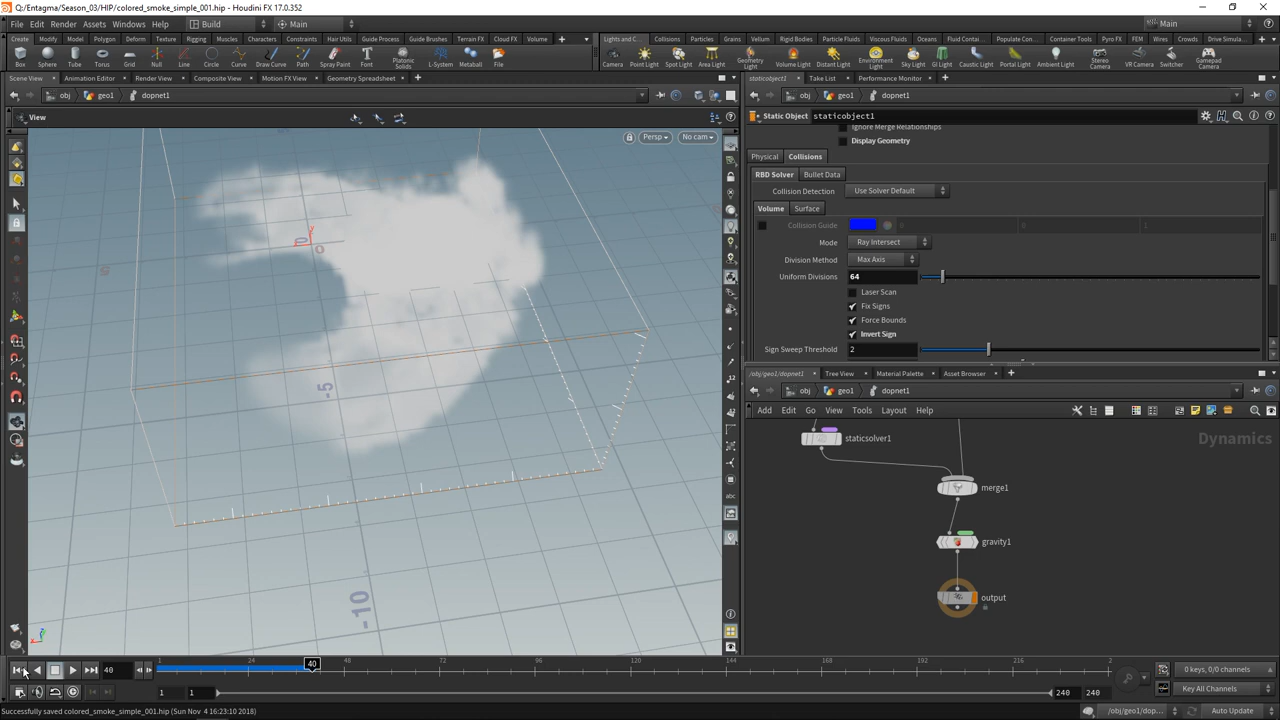 Q:/Entagma/Season_03/HIP/colored_smoke_simple_001.hip - Houdini FX 17.0.352
File Edit Render Assets Windows Help Build Main Main
Create Modify Model Polygon Deform Texture Rigging Muscles Characters Constraints Hair Utils Guide Process Guide Brushes Terrain FX Cloud FX Volume
Lights and C... Collisions Particles Grains Vellum Rigid Bodies Particle Fluids Viscous Fluids Oceans Fluid Contai... Populate Con... Container Tools Pyro FX FEM Wires Crowds Drive Simula...
Box Sphere Tube Torus Grid Null Line Circle Curve Draw Curve Path Spray Paint Font Platonic Solids L-System Metaball File
Camera Point Light Spot Light Area Light Geometry Light Volume Light Distant Light Environment Light Sky Light GI Light Caustic Light Portal Light Ambient Light Stereo Camera VR Camera Switcher Gamepad Camera
Scene View Animation Editor Render View Composite View Motion FX View Geometry Spreadsheet
staticobject1 Take List Performance Monitor
obj geo1 dopnet1
obj geo1 dopnet1
View
Persp No cam
Static Object staticobject1
Ignore Merge Relationships
Display Geometry
Physical Collisions
RBD Solver Bullet Data
Collision Detection Use Solver Default
Volume Surface
Collision Guide 0 0 1
Mode Ray Intersect
Division Method Max Axis
Uniform Divisions 64
Laser Scan
Fix Signs
Force Bounds
Invert Sign
Sign Sweep Threshold 2
y
0
-5
-10
abc
/obj/geo1/dopnet1 Tree View Material Palette Asset Browser
obj geo1 dopnet1
Add Edit Go View Tools Layout Help
Dynamics
staticsolver1
merge1
gravity1
output
40 1 24 40 48 72 96 120 144 168 192 216 2
0 keys, 0/0 channels
1 1 240 240
Key All Channels
Successfully saved colored_smoke_simple_001.hip (Sun Nov 4 16:23:10 2018)
/obj/geo1/dop... Auto Update